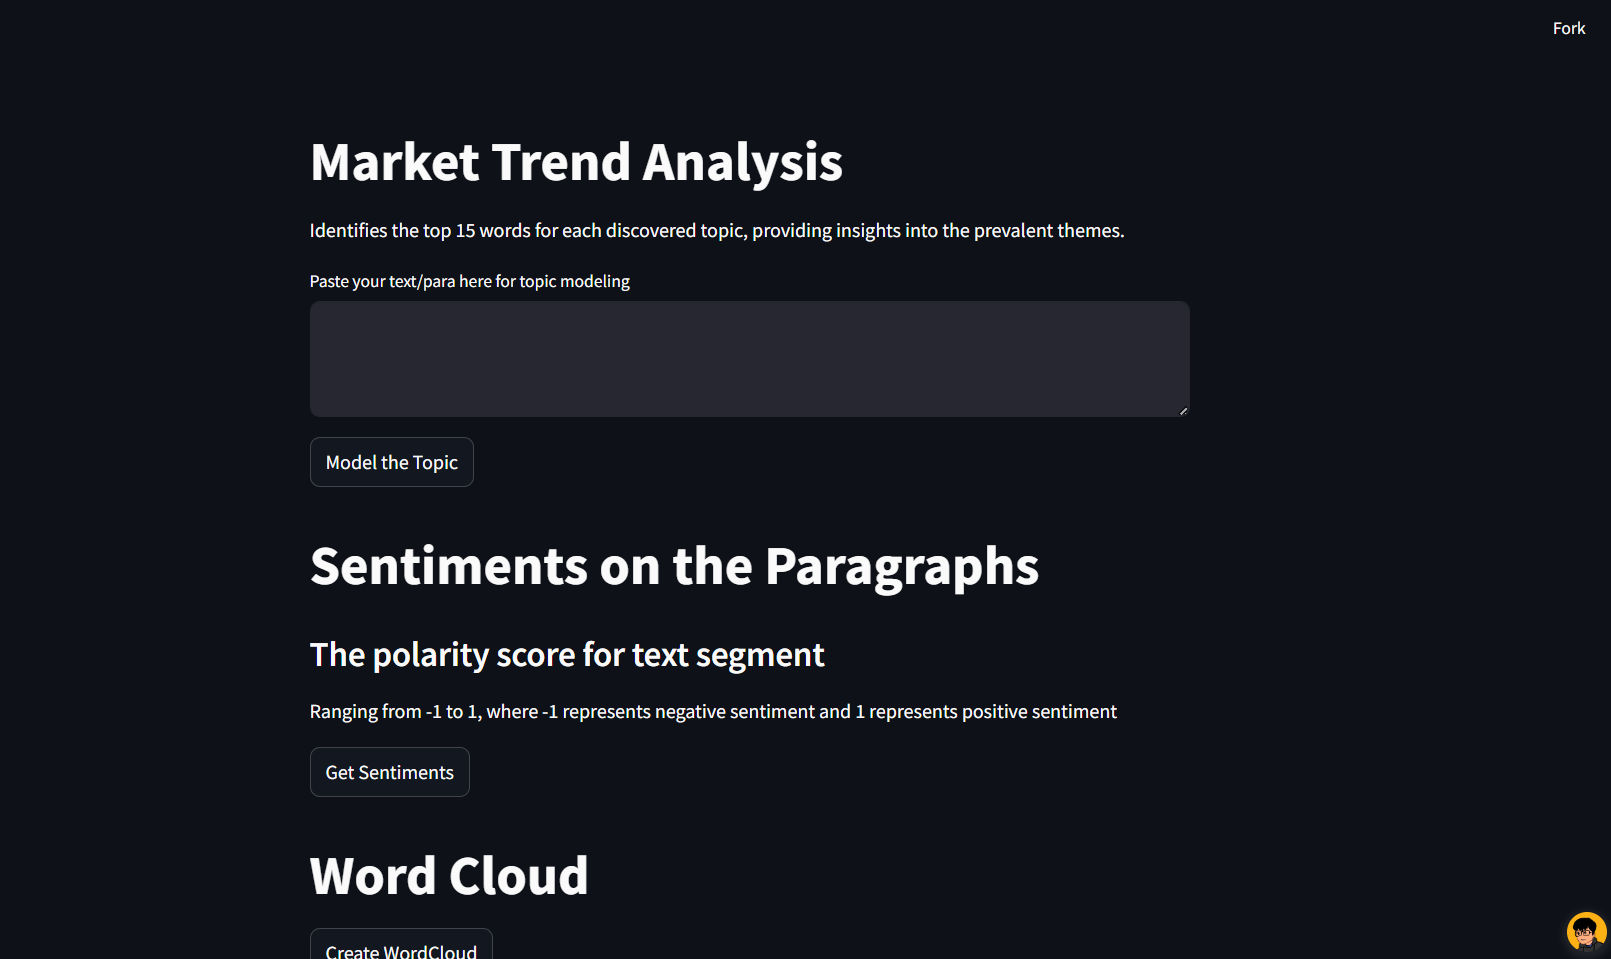 Fork
Market Trend Analysis
Identifies the top 15 words for each discovered topic, providing insights into the prevalent themes.
Paste your text/para here for topic modeling
Model the Topic
Sentiments on the Paragraphs
The polarity score for text segment
Ranging from -1 to 1, where -1 represents negative sentiment and 1 represents positive sentiment
Get Sentiments
Word Cloud
Create WordCloud